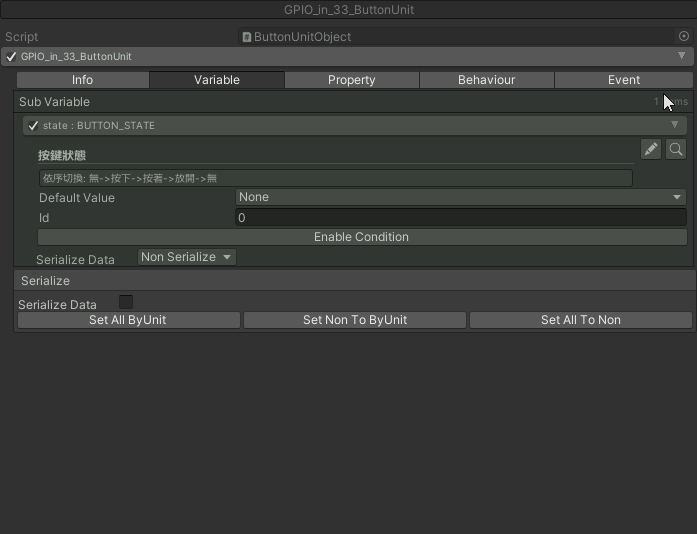 GPIO_in_33_ButtonUnit
Script ButtonUnitObject
GPIO_in_33_ButtonUnit
Info Variable Property Behaviour Event
Sub Variable 1
state : BUTTON_STATE
按鍵狀態
依序切換: 無->按下->按著->放開->無
Default Value None
Id 0
Enable Condition
Serialize Data Non Serialize
Serialize
Serialize Data
Set All ByUnit Set Non To ByUnit Set All To Non